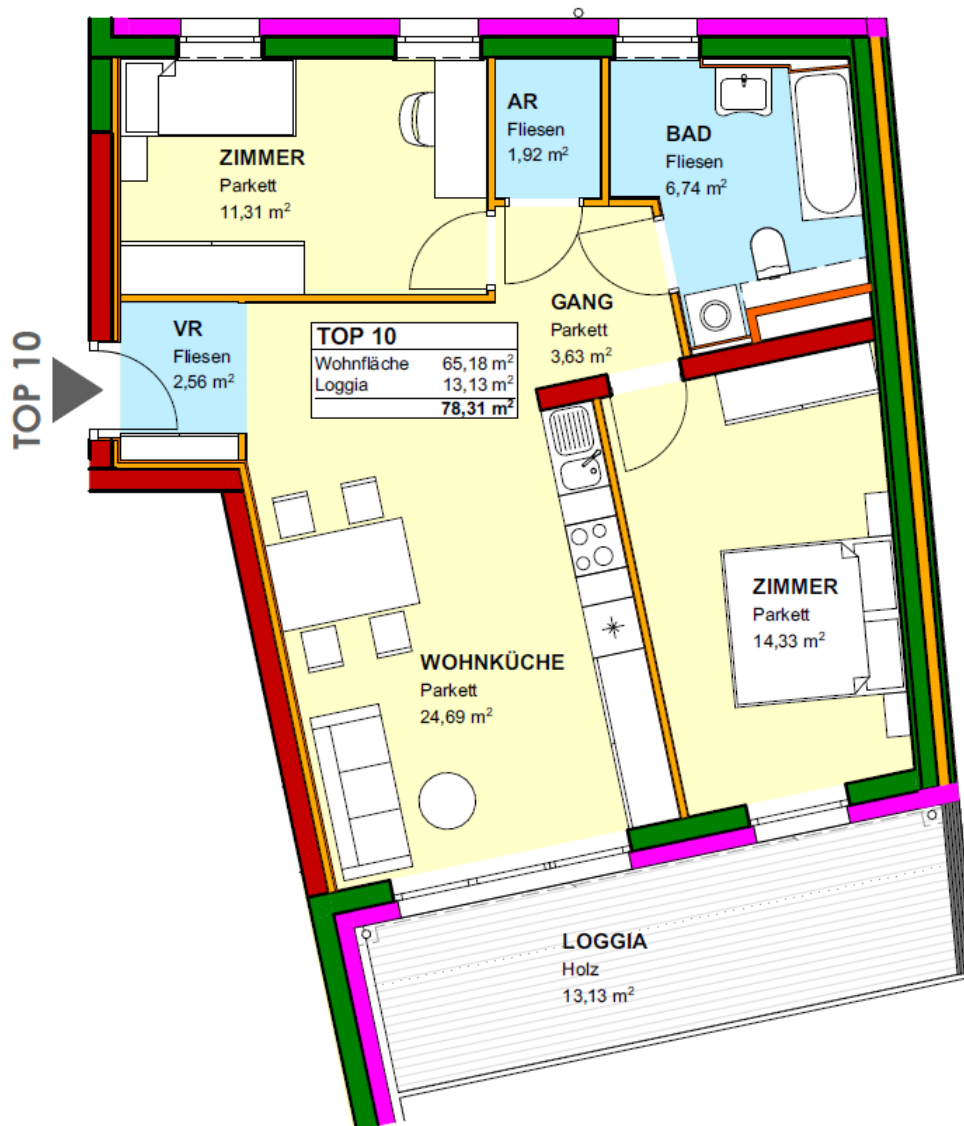 AR
Fliesen
1,92 m²
BAD
Fliesen
6,74 m²
ZIMMER
Parkett
11,31 m²
GANG
Parkett
3,63 m²
VR
Fliesen
2,56 m²
TOP 10
Wohnfläche 65,18 m²
Loggia 13,13 m²
78,31 m²
TOP 10
ZIMMER
Parkett
14,33 m²
WOHNKÜCHE
Parkett
24,69 m²
LOGGIA
Holz
13,13 m²